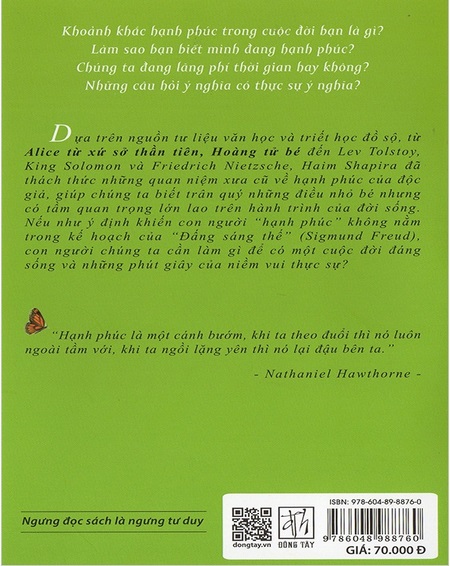 Khoảnh khắc hạnh phúc trong cuộc đời bạn là gì?
Làm sao bạn biết mình đang hạnh phúc?
Chúng ta đang lãng phí thời gian hay không?
Những câu hỏi ý nghĩa có thực sự ý nghĩa?
Dựa trên nguồn tư liệu văn học và triết học đồ sộ, từ
Alice từ xứ sở thần tiên, Hoàng tử bé đến Lev Tolstoy,
King Solomon và Friedrich Nietzsche, Haim Shapira đã
thách thức những quan niệm xưa cũ về hạnh phúc của độc
giả, giúp chúng ta biết trân quý những điều nhỏ bé nhưng
có tầm quan trọng lớn lao trên hành trình của đời sống.
Nếu như ý định khiến con người “hạnh phúc” không nằm
trong kế hoạch của “Đấng sáng thế” (Sigmund Freud),
con người chúng ta cần làm gì để có một cuộc đời đáng
sống và những phút giây của niềm vui thực sự?
“Hạnh phúc là một cánh bướm, khi ta theo đuổi thì nó luôn
ngoài tầm với, khi ta ngồi lặng yên thì nó lại đậu bên ta.”
- Nathaniel Hawthorne -
Ngưng đọc sách là ngưng tư duy
dongtay.vn
ĐÔNG TÂY
ISBN: 978-604-89-8876-0
9 786048 988760
GIÁ: 70.000 Đ